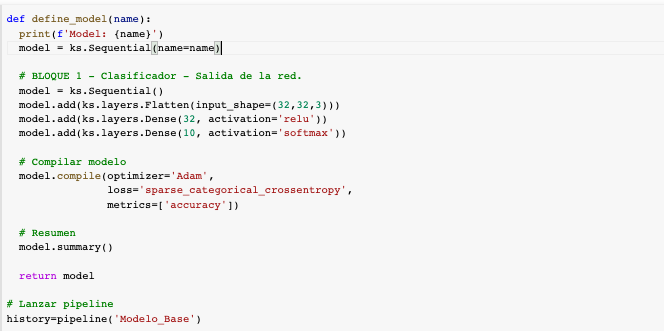 def define_model(name):
  print(f'Model: {name}')
  model = ks.Sequential(name=name)
  # BLOQUE 1 - Clasificador - Salida de la red.
  model = ks.Sequential()
  model.add(ks.layers.Flatten(input_shape=(32,32,3)))
  model.add(ks.layers.Dense(32, activation='relu'))
  model.add(ks.layers.Dense(10, activation='softmax'))
  # Compilar modelo
  model.compile(optimizer='Adam',
                loss='sparse_categorical_crossentropy',
                metrics=['accuracy'])
  # Resumen
  model.summary()
  return model
# Lanzar pipeline
history=pipeline('Modelo_Base')